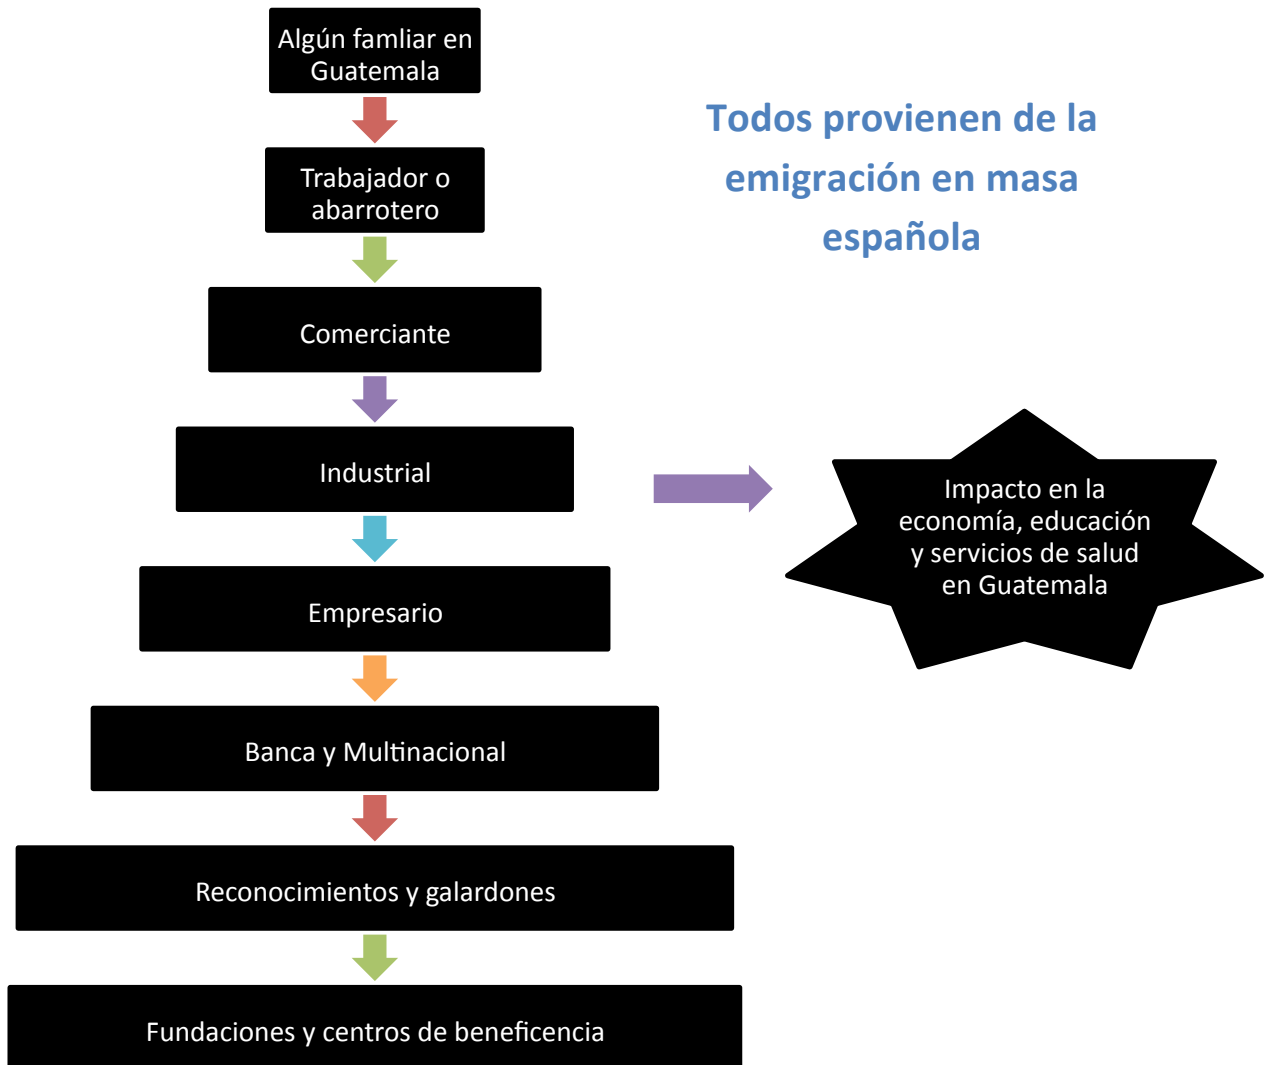 Algún famliar en
Guatemala
Todos provienen de la
emigración en masa
española
Trabajador o
abarrotero
Comerciante
Industrial
Impacto en la
economía, educación
y servicios de salud
en Guatemala
Empresario
Banca y Multinacional
Reconocimientos y galardones
Fundaciones y centros de beneficencia